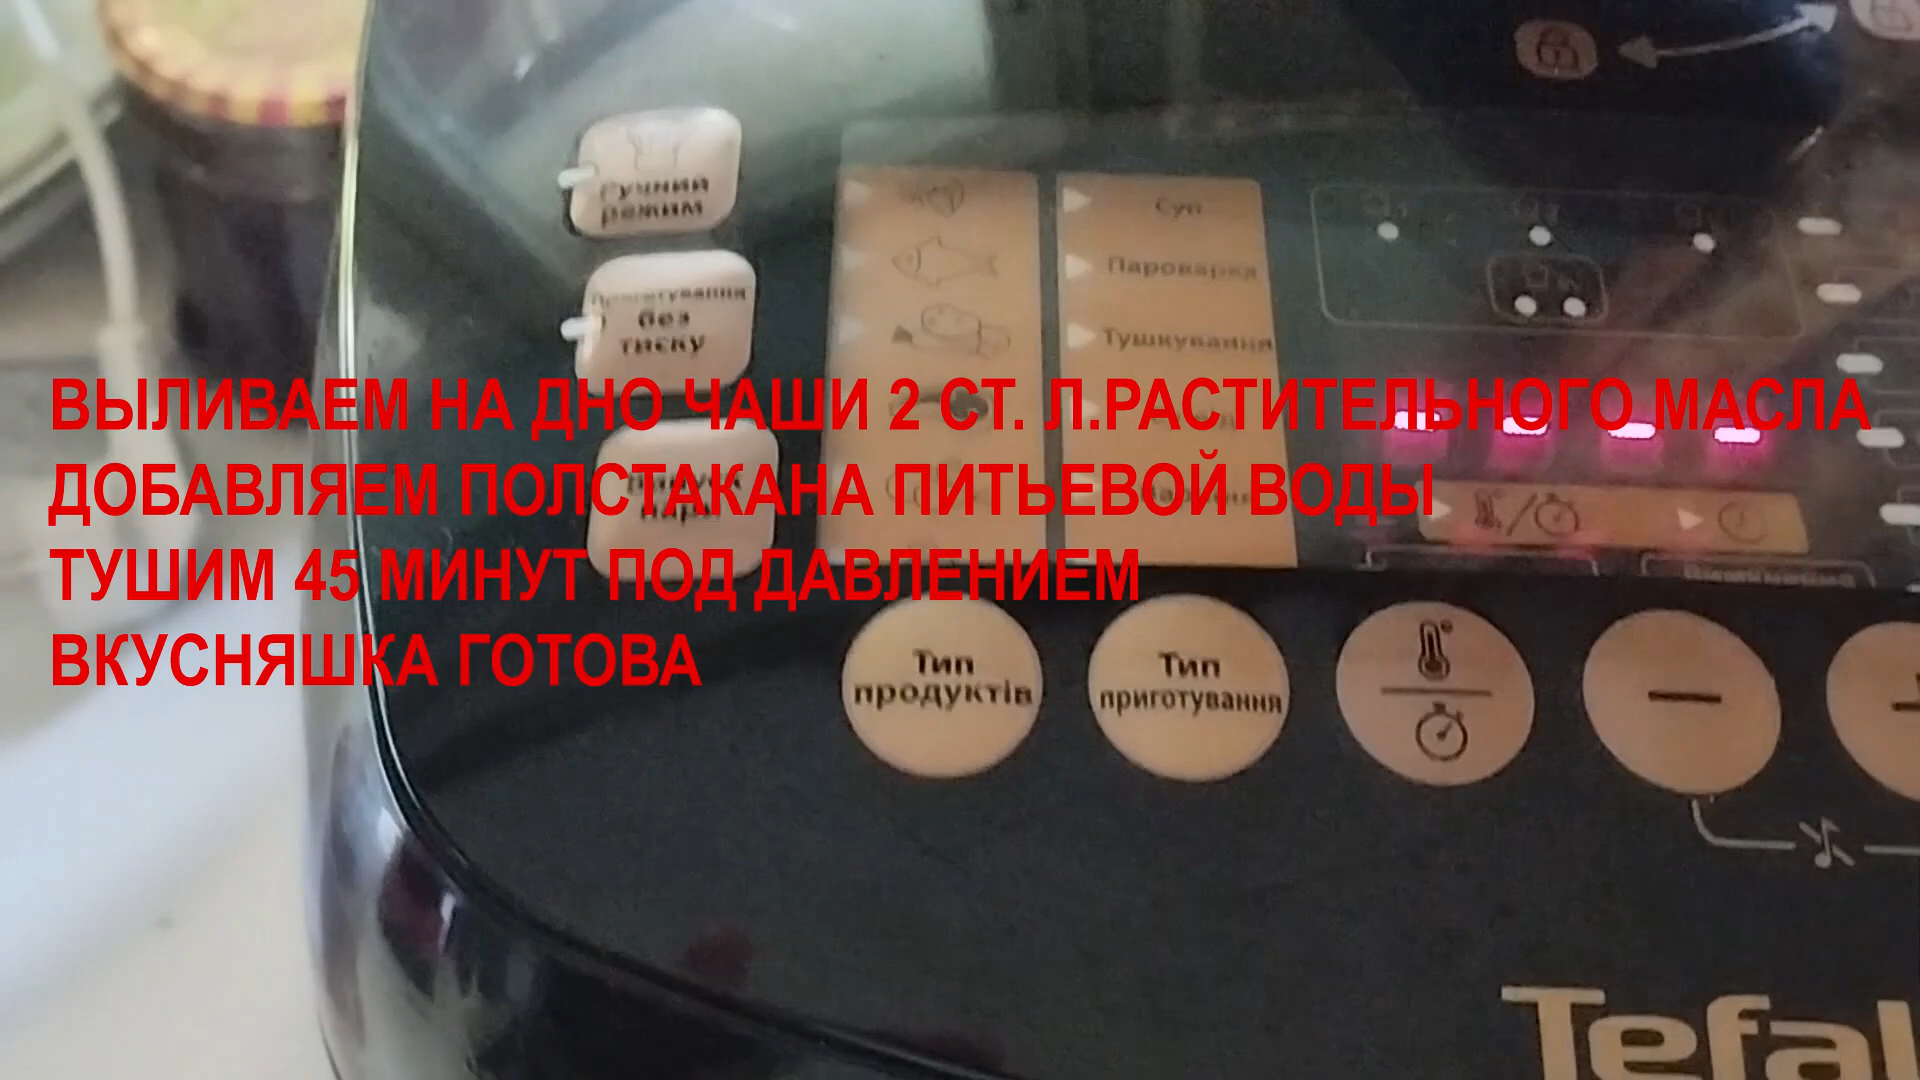 Ручний
режим
Суп
Пароварка
Приготування
без
тиску
Тушкування
ВЫЛИВАЕМ НА ДНО ЧАШИ 2 СТ. Л.РАСТИТЕЛЬНОГО МАСЛА
ДОБАВЛЯЕМ ПОЛСТАКАНА ПИТЬЕВОЙ ВОДЫ
ТУШИМ 45 МИНУТ ПОД ДАВЛЕНИЕМ
ВКУСНЯШКА ГОТОВА
Тип
продуктів
Тип
приготування
Tefal